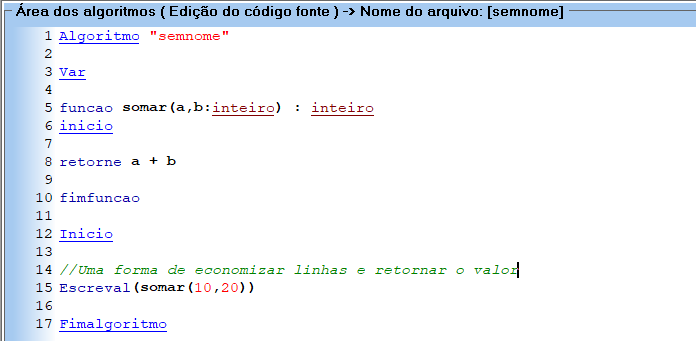 Área dos algoritmos ( Edição do código fonte ) -> Nome do arquivo: [semnome]
1 Algoritmo "semnome"
2
3 Var
4
5 funcao somar(a,b:inteiro) : inteiro
6 inicio
7
8 retorne a + b
9
10 fimfuncao
11
12 Inicio
13
14 //Uma forma de economizar linhas e retornar o valor
15 Escreval(somar(10,20))
16
17 Fimalgoritmo